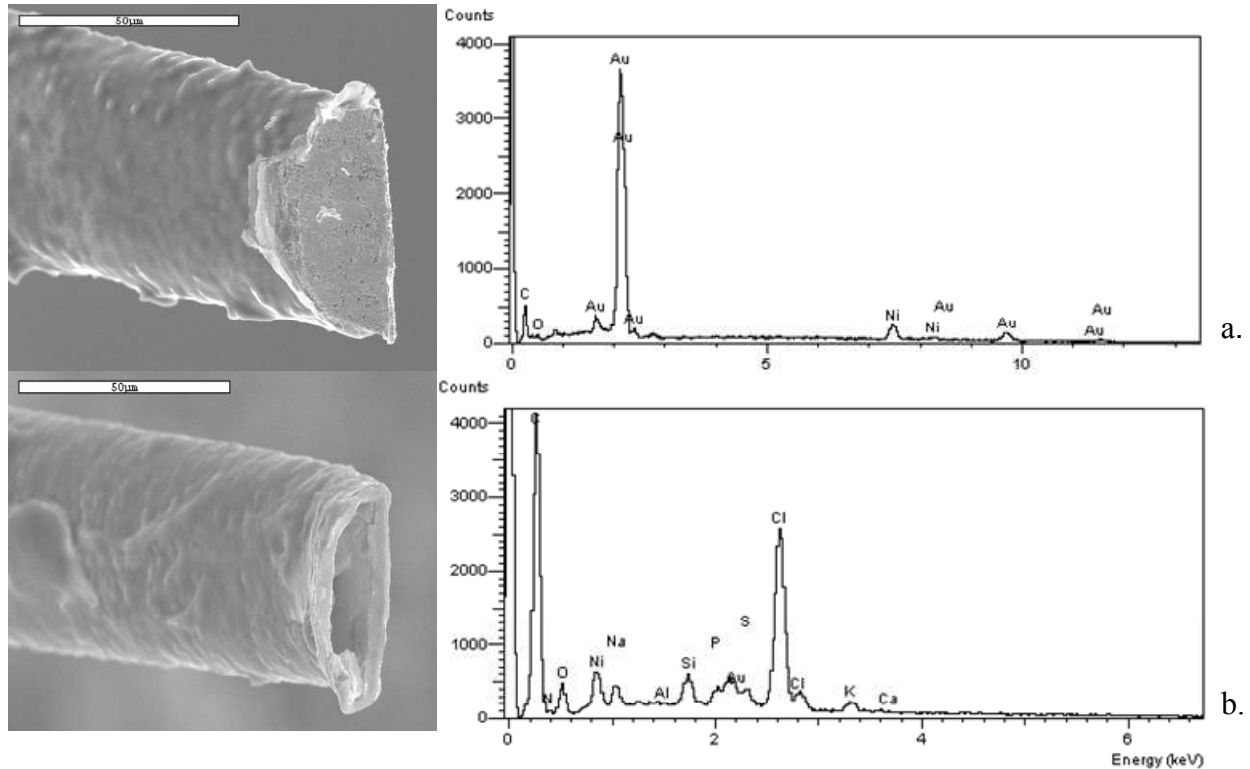 50µm
Counts
4000
3000
2000
1000
0
Au
Au
C
O
Au
Au
Ni
Ni
Au
Au
Au
Au
0
5
10
a.
50µm
Counts
4000
3000
2000
1000
0
C
O
N
Ni
Na
Al
Si
P
Au
S
Cl
Cl
K
Ca
0
2
4
6
Energy (keV)
b.